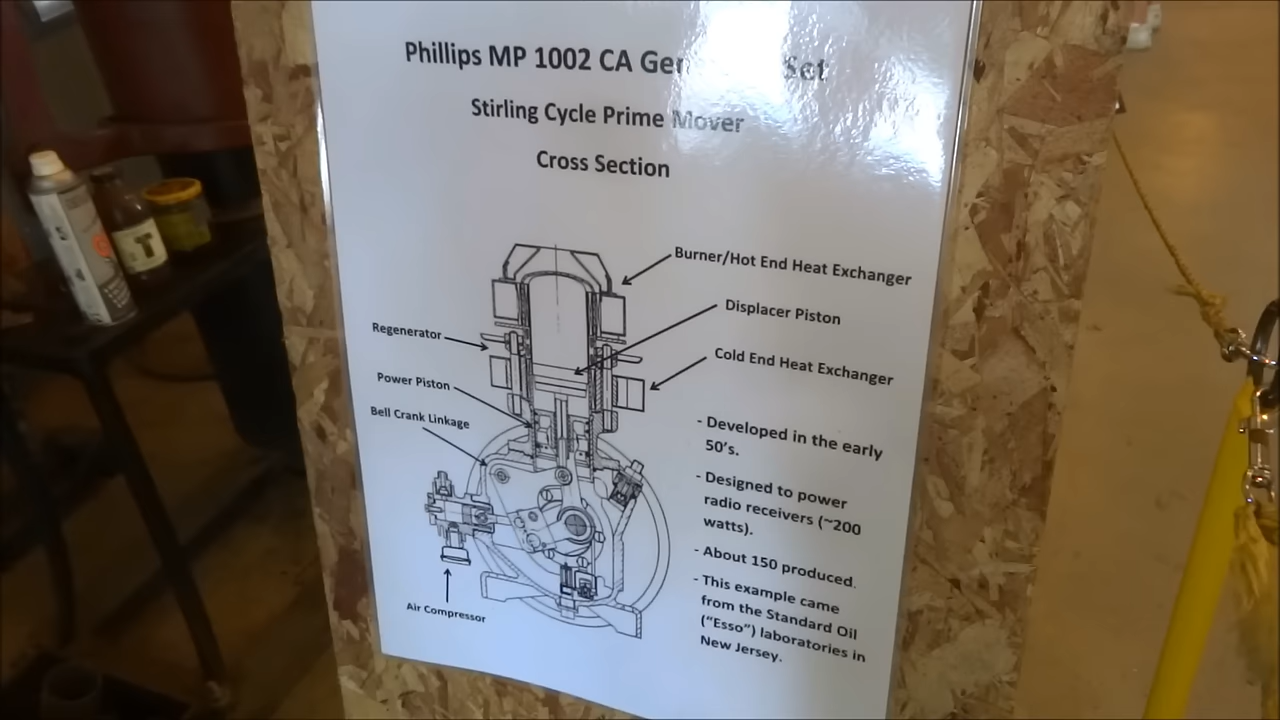 Phillips MP 1002 CA Set
Stirling Cycle Prime Mover
Cross Section
Burner/Hot End Heat Exchanger
Displacer Piston
Regenerator
Cold End Heat Exchanger
Power Piston
Bell Crank Linkage
- Developed in the early
50's.
- Designed to power
radio receivers (~200
watts).
- About 150 produced.
- This example came
from the Standard Oil
("Esso") laboratories in
New Jersey.
Air Compressor
T